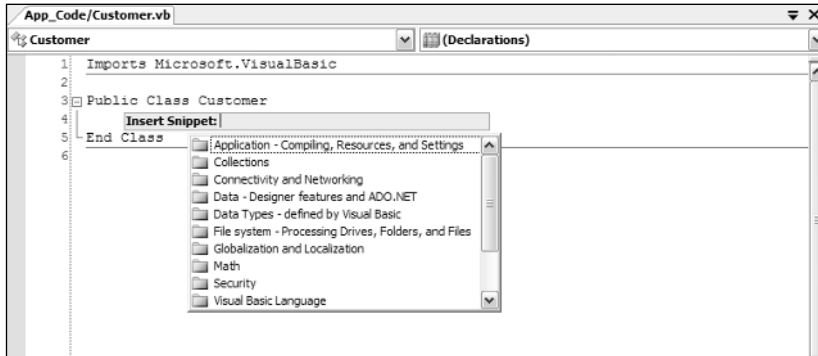 App_Code/Customer.vb
Customer (Declarations)
1 Imports Microsoft.VisualBasic
2
3 Public Class Customer
4 Insert Snippet:
5 End Class
6
Application - Compiling, Resources, and Settings
Collections
Connectivity and Networking
Data - Designer features and ADO.NET
Data Types - defined by Visual Basic
File system - Processing Drives, Folders, and Files
Globalization and Localization
Math
Security
Visual Basic Language